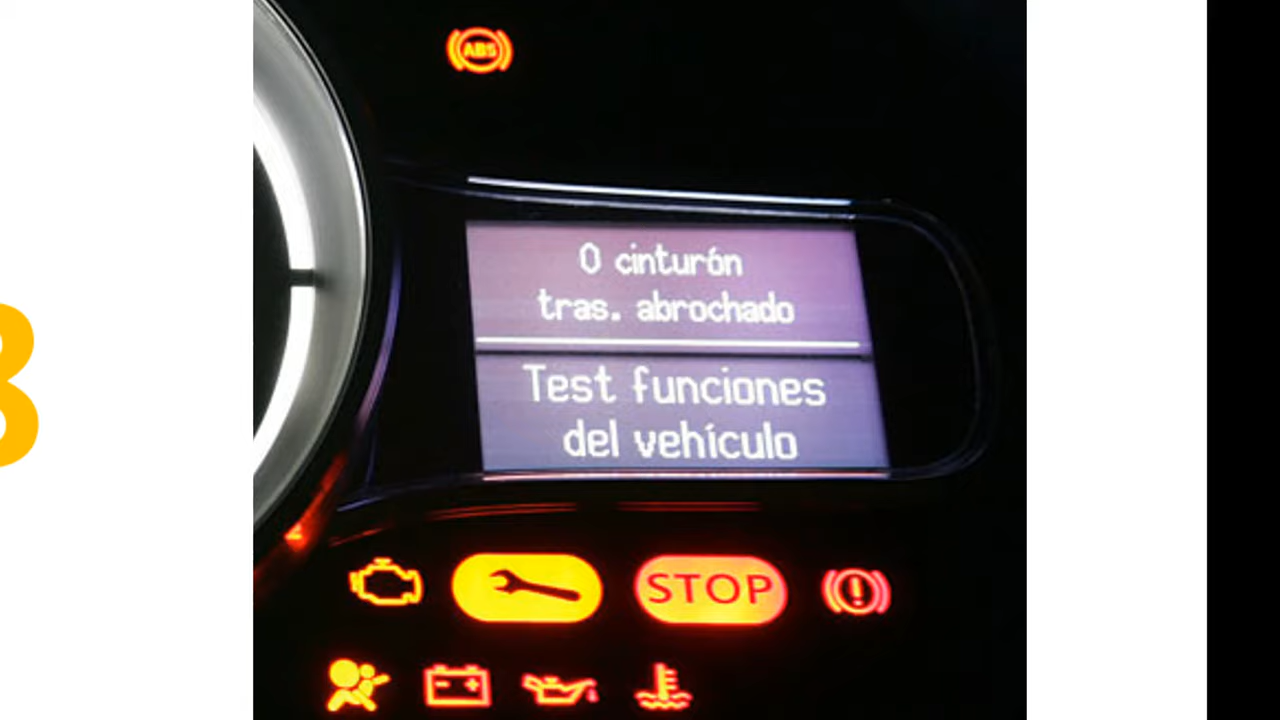 ABS
0 cinturón
tras. abrochado
Test funciones
del vehículo
STOP